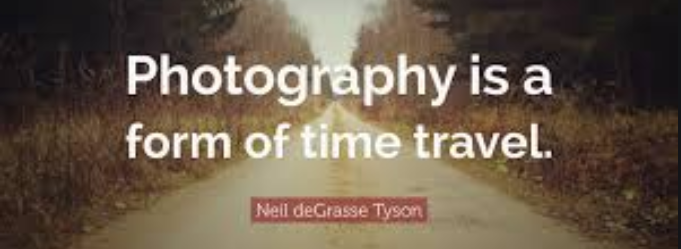 Photography is a
form of time travel.
Neil deGrasse Tyson